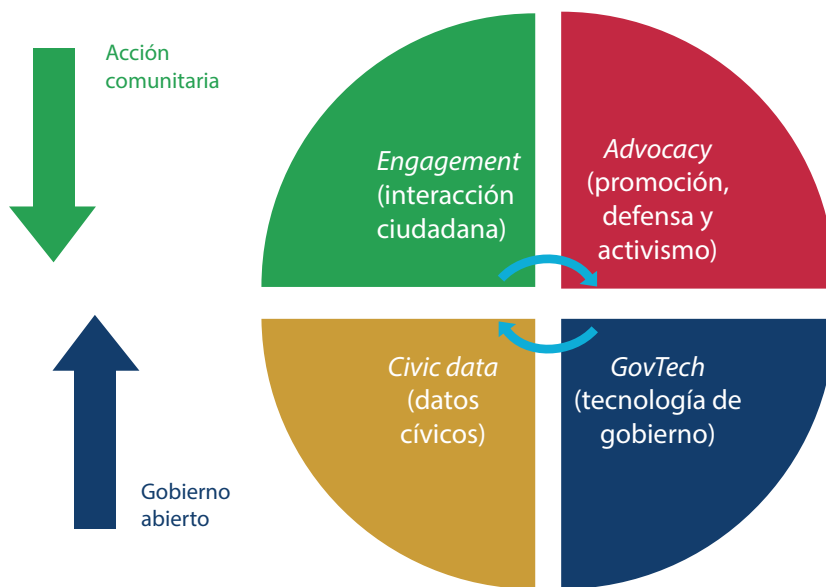 Acción
comunitaria
Engagement
(interacción
ciudadana)
Advocacy
(promoción,
defensa y
activismo)
Civic data
(datos
cívicos)
GovTech
(tecnología de
gobierno)
Gobierno
abierto